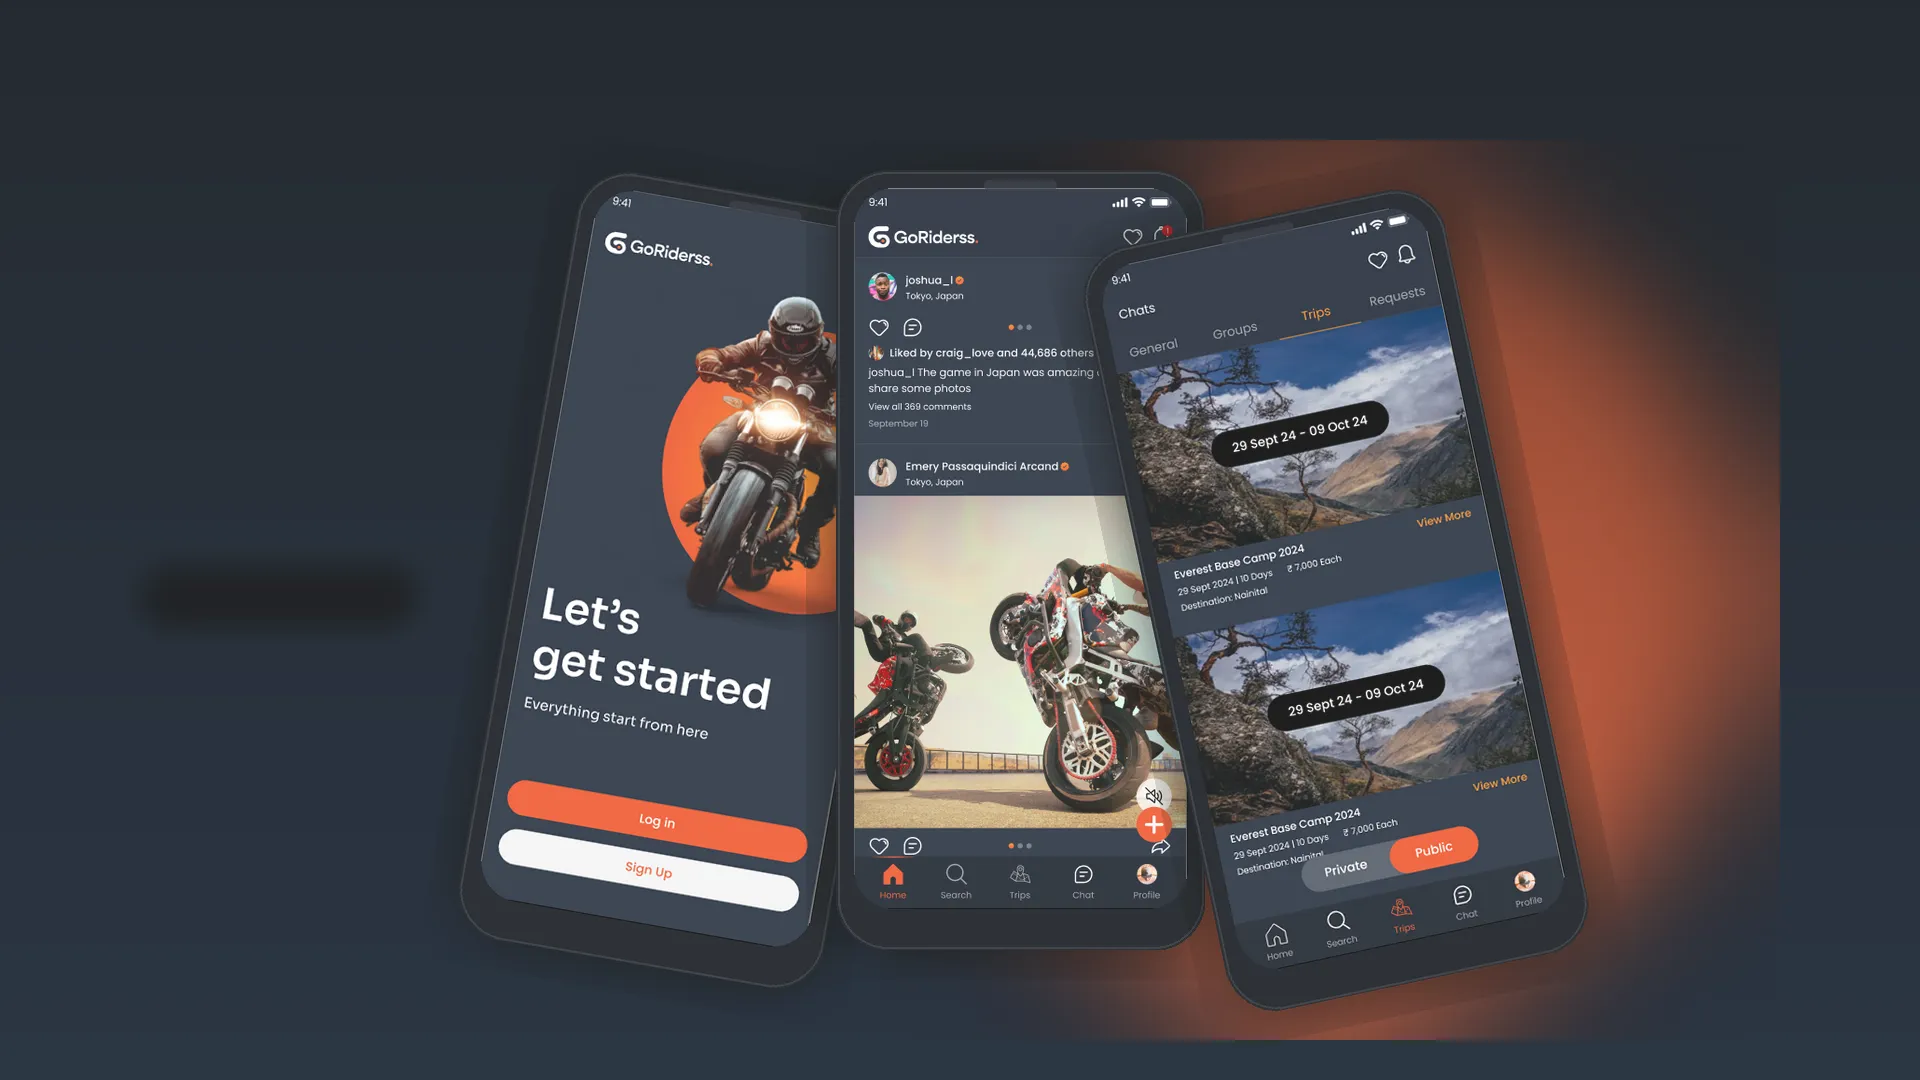 9:41
GoRiderss.
Let's
get started
Everything start from here
Log in
Sign Up
9:41
GoRiderss.
1
joshua_l
Tokyo, Japan
Liked by craig_love and 44,686 others
joshua_l The game in Japan was amazing
share some photos
View all 369 comments
September 19
Emery Passaquindici Arcand
Tokyo, Japan
Home Search Trips Chat Profile
9:41
Chats
General Groups Trips Requests
29 Sept 24 - 09 Oct 24
View More
Everest Base Camp 2024
29 Sept 2024 | 10 Days ₹ 7,000 Each
Destination: Nainital
29 Sept 24 - 09 Oct 24
View More
Everest Base Camp 2024
29 Sept 2024 | 10 Days ₹ 7,000 Each
Destination: Nainital
Private Public
Home Search Trips Chat Profile